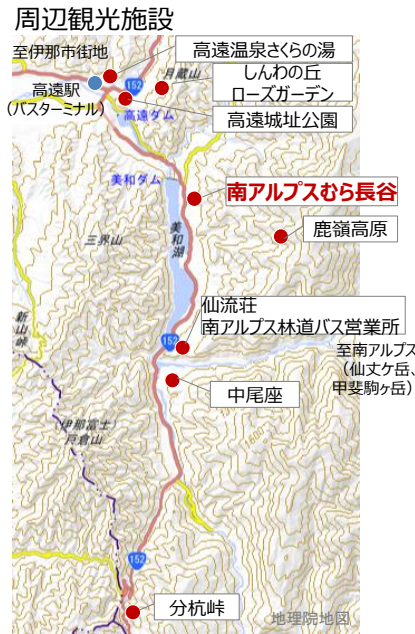 周辺観光施設
至伊那市街地
高遠温泉さくらの湯
152
月蔵山
しんわの丘
ローズガーデン
高遠駅
(バスターミナル)
高遠ダム
高遠城址公園
美和ダム
南アルプスむら長谷
三界山
美和湖
鹿嶺高原
新山峠
仙流荘
南アルプス林道バス営業所
152
至南アルプス
(仙丈ケ岳、
甲斐駒ヶ岳)
中尾座
(伊那富士)
戸倉山
152
分杭峠
地理院地図